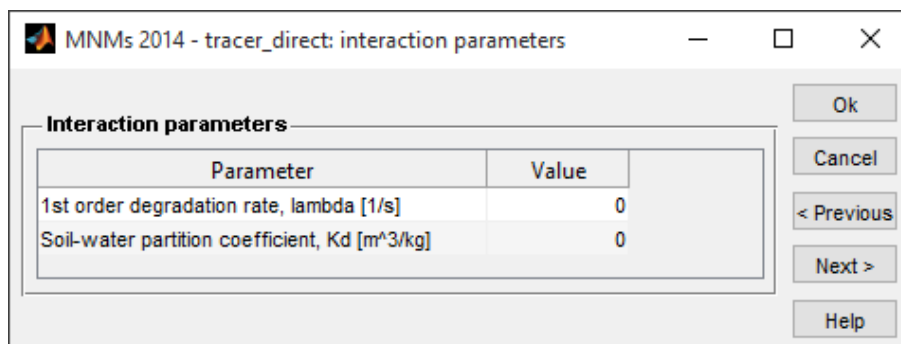 MNMs 2014 - tracer_direct: interaction parameters
Interaction parameters
Parameter Value
1st order degradation rate, lambda [1/s] 0
Soil-water partition coefficient, Kd [m^3/kg] 0
Ok
Cancel
< Previous
Next >
Help